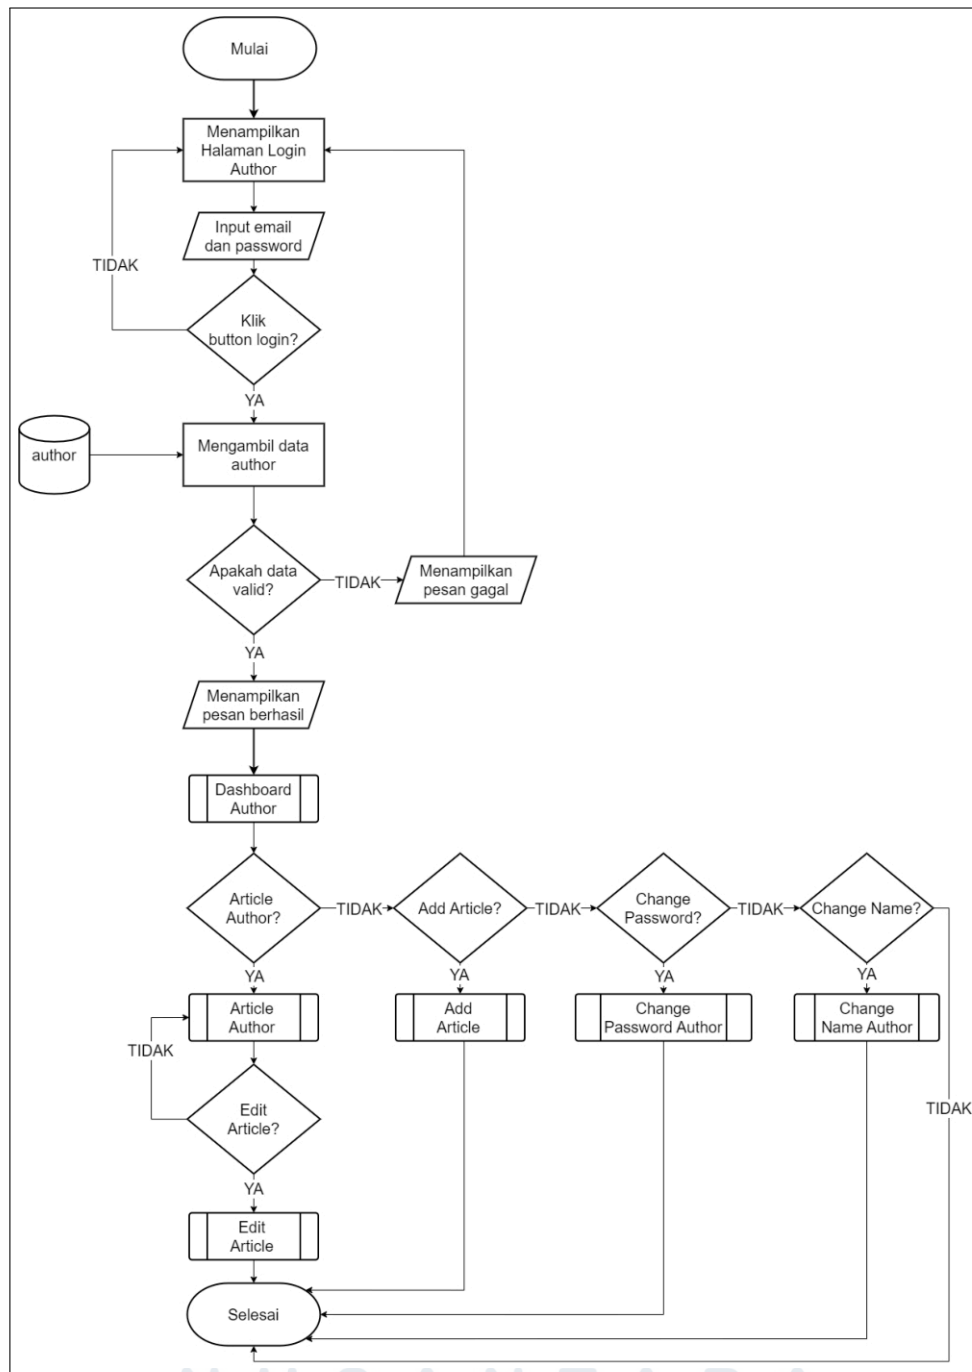 Mulai
Menampilkan
Halaman Login
Author
Input email
dan password
TIDAK
Klik
button login?
YA
author
Mengambil data
author
Apakah data
valid?
TIDAK
Menampilkan
pesan gagal
YA
Menampilkan
pesan berhasil
Dashboard
Author
Article
Author?
TIDAK
Add Article?
TIDAK
Change
Password?
TIDAK
Change Name?
YA
YA
YA
YA
Article
Author
Add
Article
Change
Password Author
Change
Name Author
TIDAK
Edit
Article?
TIDAK
YA
Edit
Article
Selesai